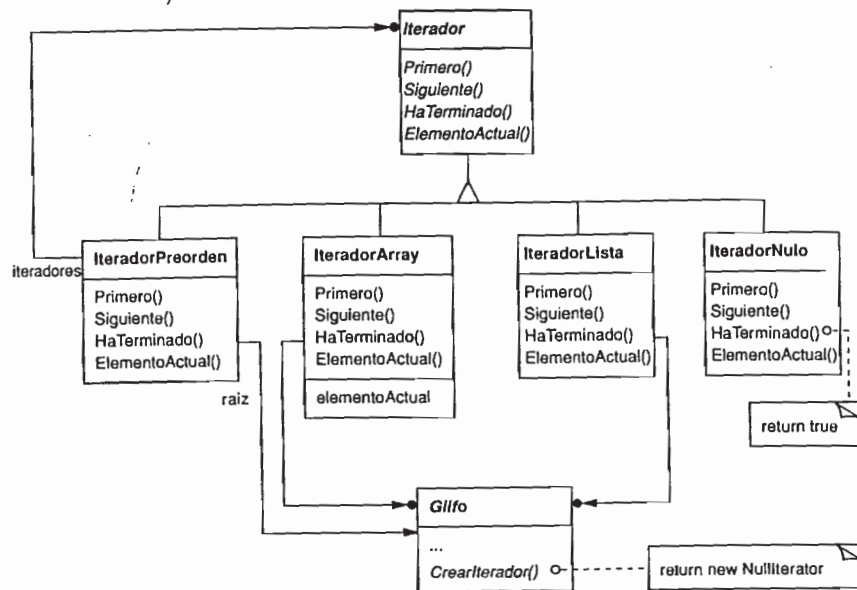 Iterador
Primero()
Siguiente()
HaTerminado()
ElementoActual()
iteradores
IteradorPreorden
Primero()
Siguiente()
HaTerminado()
ElementoActual()
raiz
IteradorArray
Primero()
Siguiente()
HaTerminado()
ElementoActual()
elementoActual
IteradorLista
Primero()
Siguiente()
HaTerminado()
ElementoActual()
IteradorNulo
Primero()
Siguiente()
HaTerminado()
ElementoActual()
return true
Glifo
...
CrearIterador()
return new NullIterator